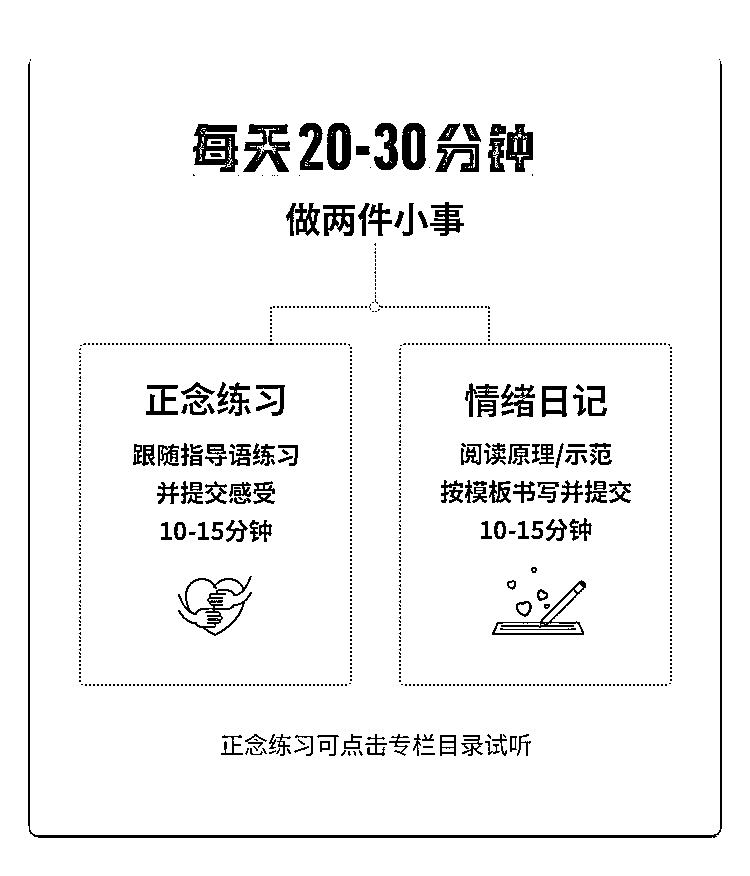 每天20-30分钟
做两件小事
正念练习
跟随指导语练习
并提交感受
10-15分钟
情绪日记
阅读原理/示范
按模板书写并提交
10-15分钟
正念练习可点击专栏目录试听